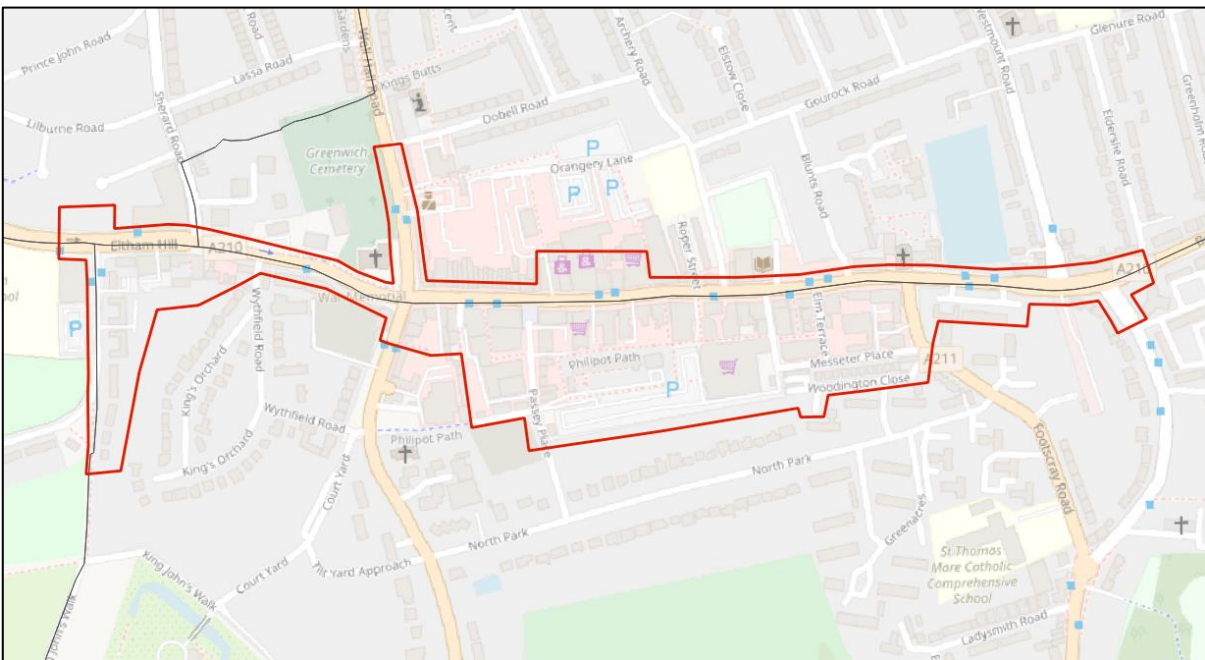 Prince John Road
Lassa Road
Lilburne Road
Sherard Road
Kings Butts
Dobell Road
Archery Road
Elstow Close
Gourock Road
Westmount Road
Glenure Road
Greenholm Road
Elderslie Road
Greenwich
Cemetery
Orangery Lane
P
P
P
Blunts Road
Roper Street
Eltham Hill
A210
War Memorial
Elm Terrace
Philipot Path
Messeter Place
Woodington Close
A211
P
P
Passey Place
Wythfield Road
King's Orchard
Wythfield Road
King's Orchard
Philipot Path
Court Yard
North Park
North Park
Footscray Road
Greenacres
St Thomas
More Catholic
Comprehensive
School
Tilt Yard Approach
Court Yard
King John's Walk
John's Walk
Ladysmith Road